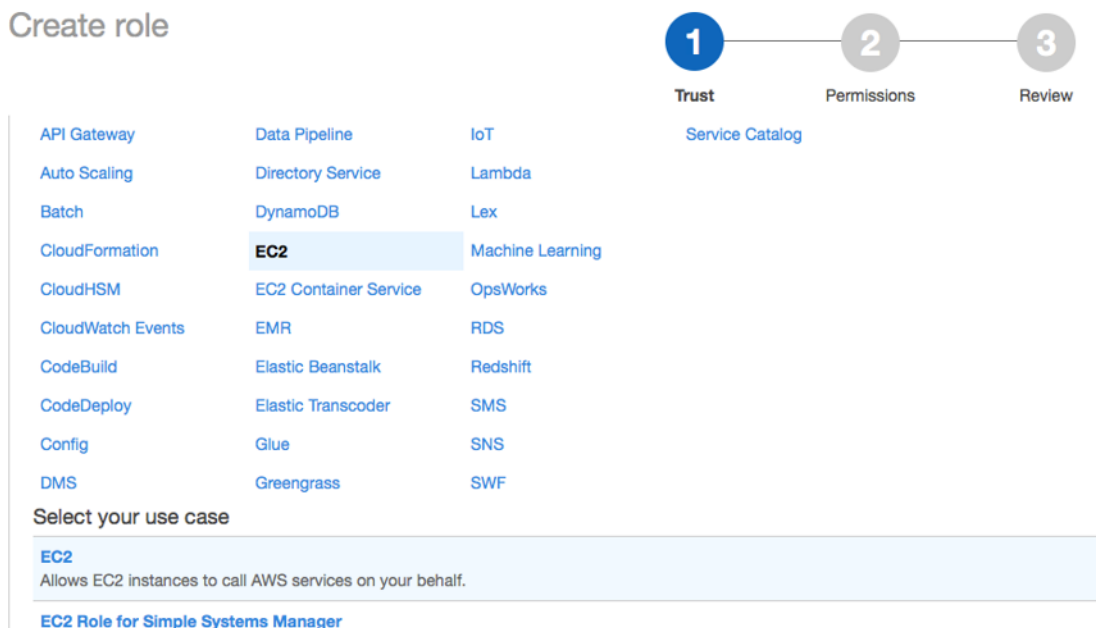 Create role
1
2
3
Trust
Permissions
Review
API Gateway
Data Pipeline
IoT
Service Catalog
Auto Scaling
Directory Service
Lambda
Batch
DynamoDB
Lex
CloudFormation
EC2
Machine Learning
CloudHSM
EC2 Container Service
OpsWorks
CloudWatch Events
EMR
RDS
CodeBuild
Elastic Beanstalk
Redshift
CodeDeploy
Elastic Transcoder
SMS
Config
Glue
SNS
DMS
Greengrass
SWF
Select your use case
EC2
Allows EC2 instances to call AWS services on your behalf.
EC2 Role for Simple Systems Manager